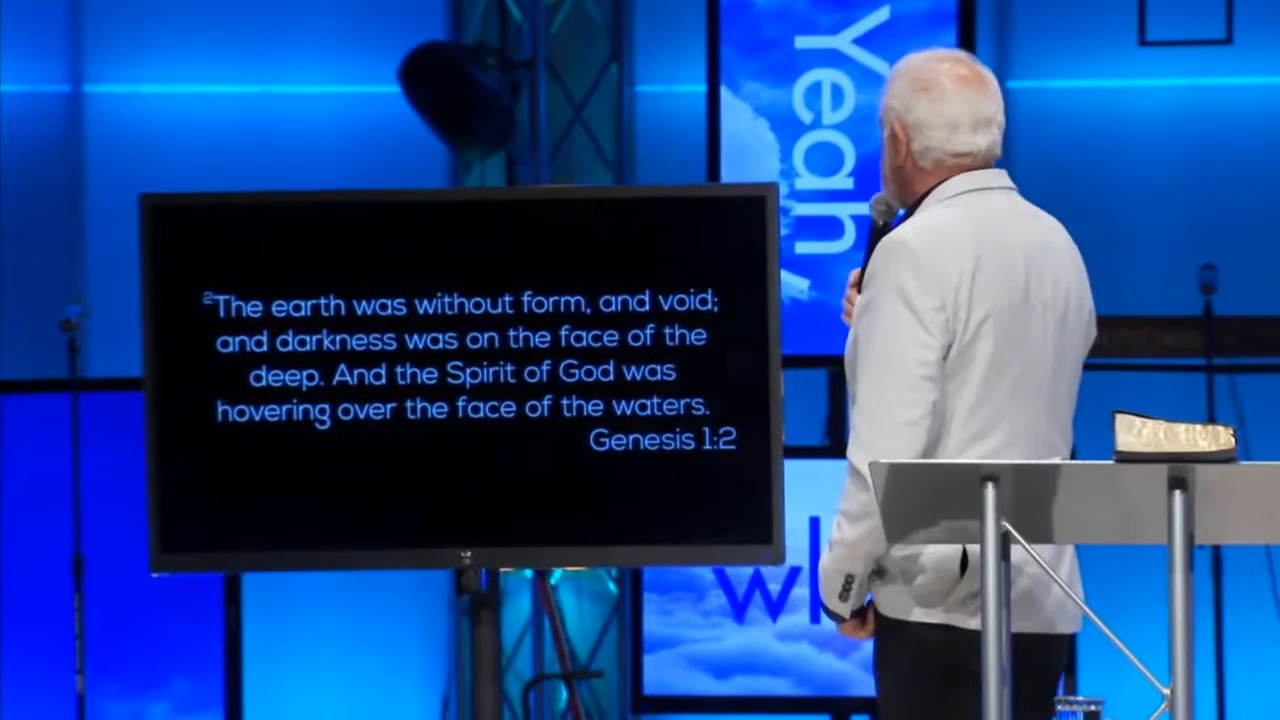 ²The earth was without form, and void;
and darkness was on the face of the
deep. And the Spirit of God was
hovering over the face of the waters.
Genesis 1:2
Yeah